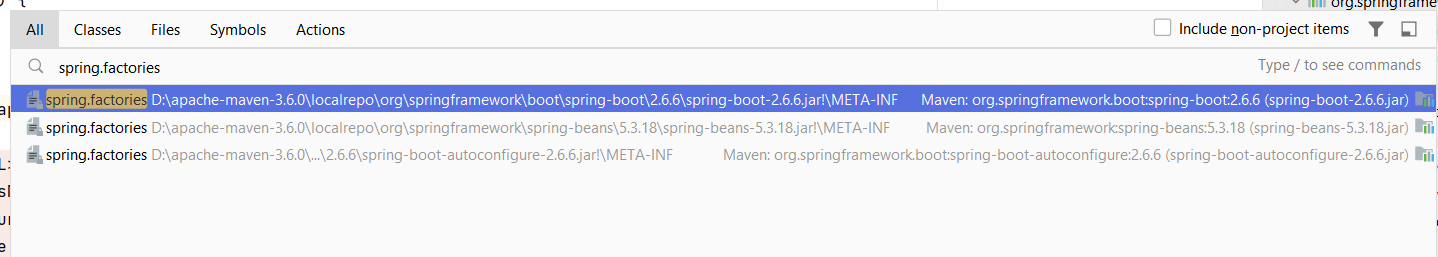 org.springframe
All Classes Files Symbols Actions Include non-project items
spring.factories Type / to see commands
spring.factories D:\apache-maven-3.6.0\localrepo\org\springframework\boot\spring-boot\2.6.6\spring-boot-2.6.6.jar!\META-INF Maven: org.springframework.boot:spring-boot:2.6.6 (spring-boot-2.6.6.jar)
spring.factories D:\apache-maven-3.6.0\localrepo\org\springframework\spring-beans\5.3.18\spring-beans-5.3.18.jar!\META-INF Maven: org.springframework:spring-beans:5.3.18 (spring-beans-5.3.18.jar)
spring.factories D:\apache-maven-3.6.0\...\2.6.6\spring-boot-autoconfigure-2.6.6.jar!\META-INF Maven: org.springframework.boot:spring-boot-autoconfigure:2.6.6 (spring-boot-autoconfigure-2.6.6.jar)